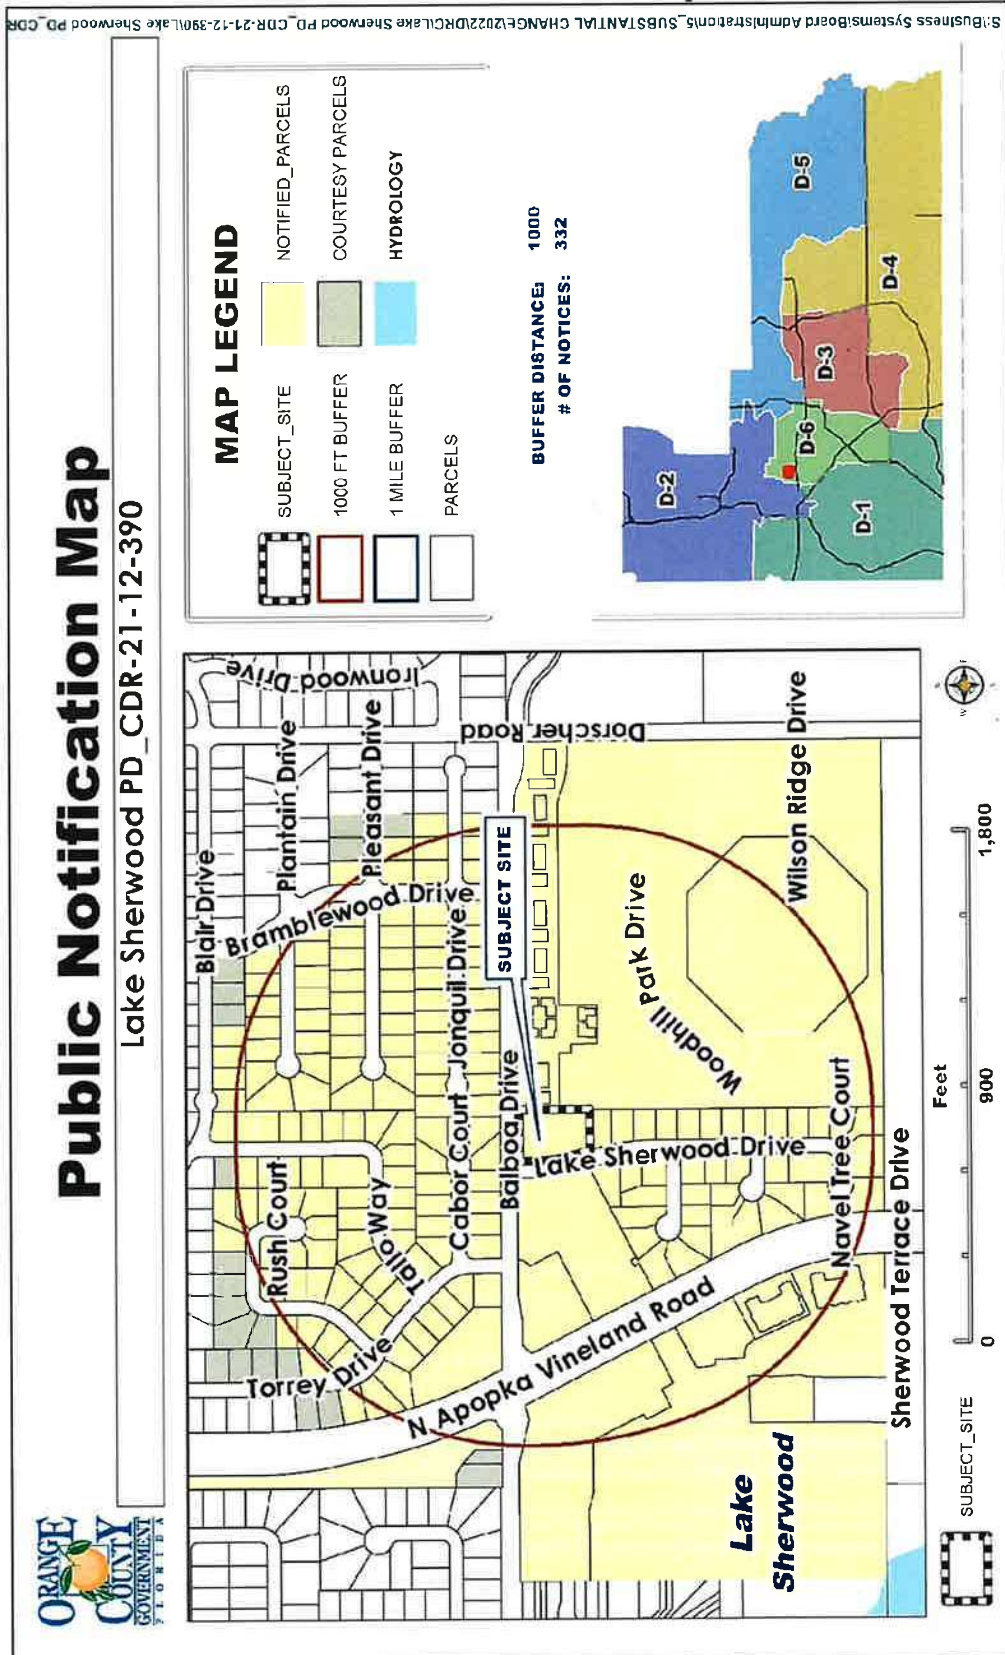 Public Notification Map
Lake Sherwood PD_CDR-21-12-390
ORANGE
COUNTY
GOVERNMENT
FLORIDA
Blair Drive
Bramblewood Drive
Plantain Drive
Pleasant Drive
Ironwood Drive
Dorscher Road
Rush Court
Tallo Way
Torrey Drive
Cabor Court
Jonquil Drive
Balboa Drive
SUBJECT SITE
Lake Sherwood Drive
Woodhill Park Drive
Wilson Ridge Drive
N Apopka Vineland Road
Navel Tree Court
Sherwood Terrace Drive
Lake
Sherwood
SUBJECT_SITE
Feet
0 900 1,800
W
MAP LEGEND
SUBJECT_SITE
1000 FT BUFFER
1 MILE BUFFER
PARCELS
NOTIFIED_PARCELS
COURTESY PARCELS
HYDROLOGY
BUFFER DISTANCE: 1000
# OF NOTICES: 332
D-2
D-5
D-6
D-3
D-4
D-1
S:\Business Systems\Board Administration\5_SUBSTANTIAL CHANGE\2022\DRC\Lake Sherwood PD_CDR-21-12-390\Lake Sherwood PD_CDR